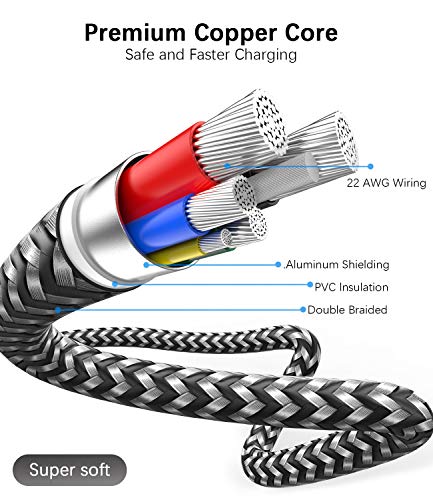 Premium Copper Core
Safe and Faster Charging
22 AWG Wiring
.Aluminum Shielding
PVC Insulation
Double Braided
Super soft